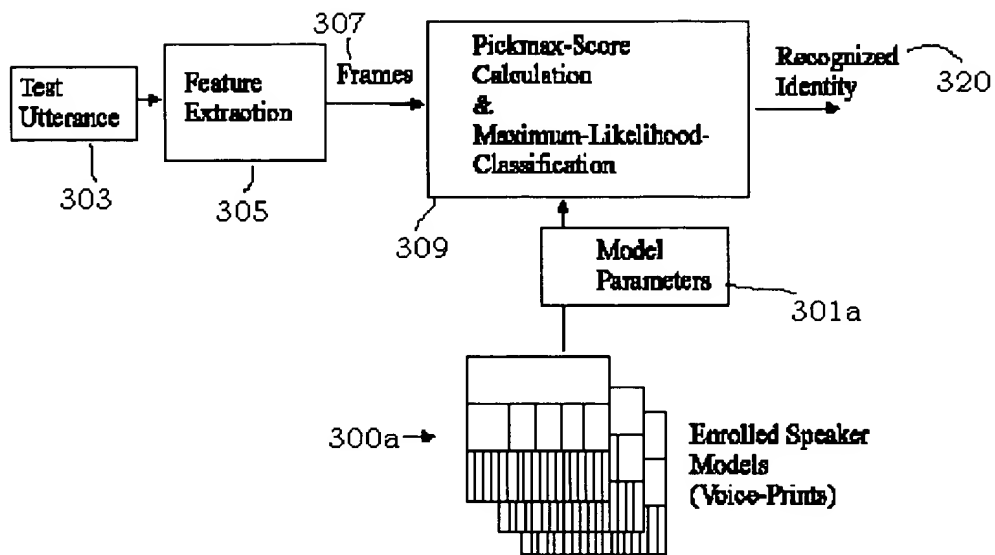 Test
Utterance
303
Feature
Extraction
305
307
Frames
Pickmax-Score
Calculation
&
Maximum-Likelihood-
Classification
309
Recognized
Identity
320
Model
Parameters
301a
300a
Enrolled Speaker
Models
(Voice-Prints)